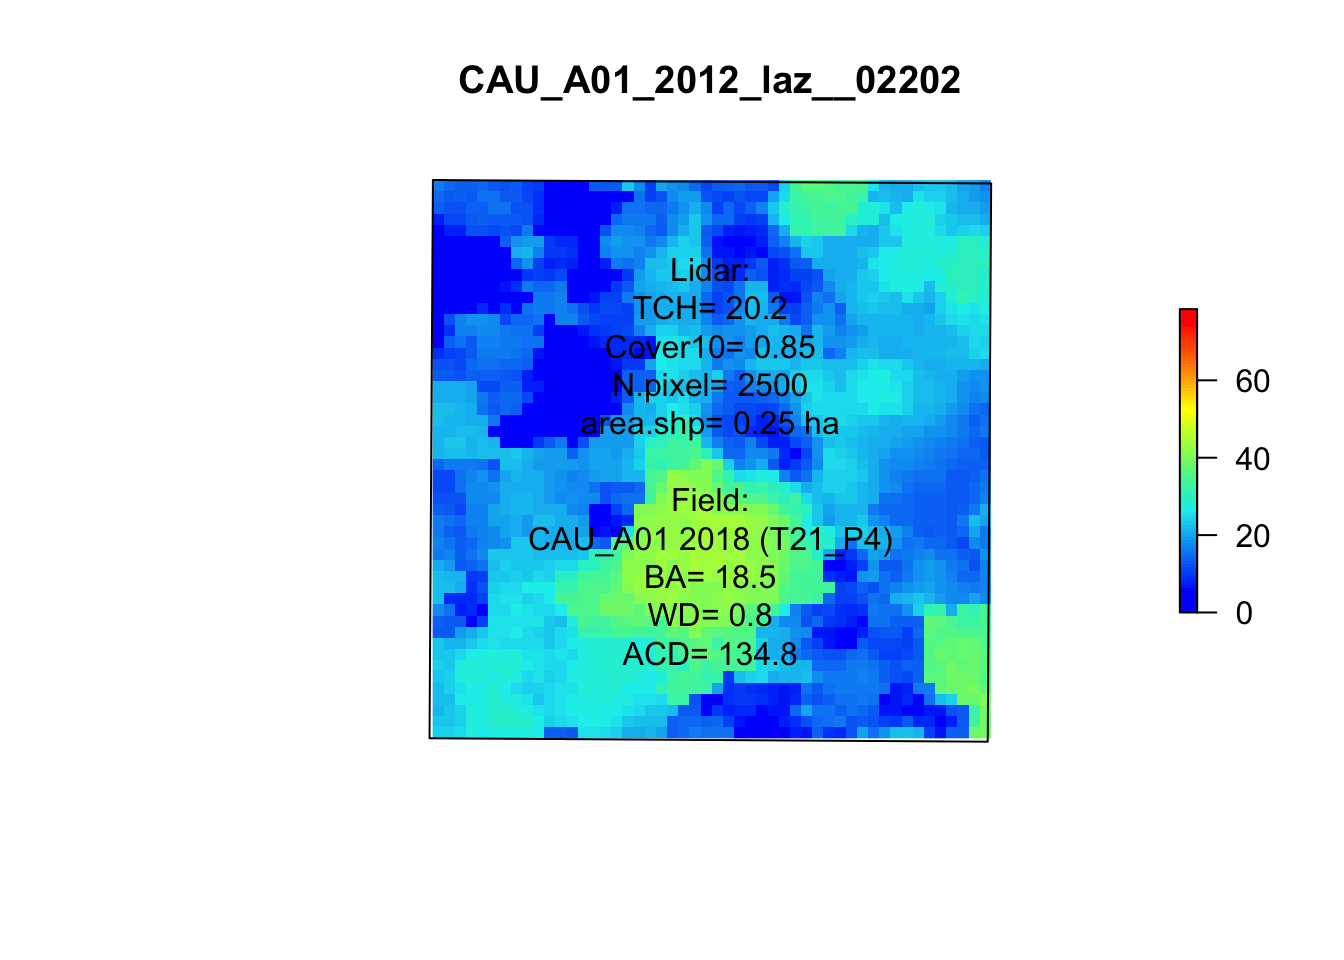 CAU_A01_2012_laz__02202
Lidar:
TCH= 20.2
Cover10= 0.85
N.pixel= 2500
area.shp= 0.25 ha
Field:
CAU_A01 2018 (T21_P4)
BA= 18.5
WD= 0.8
ACD= 134.8
60
40
20
0